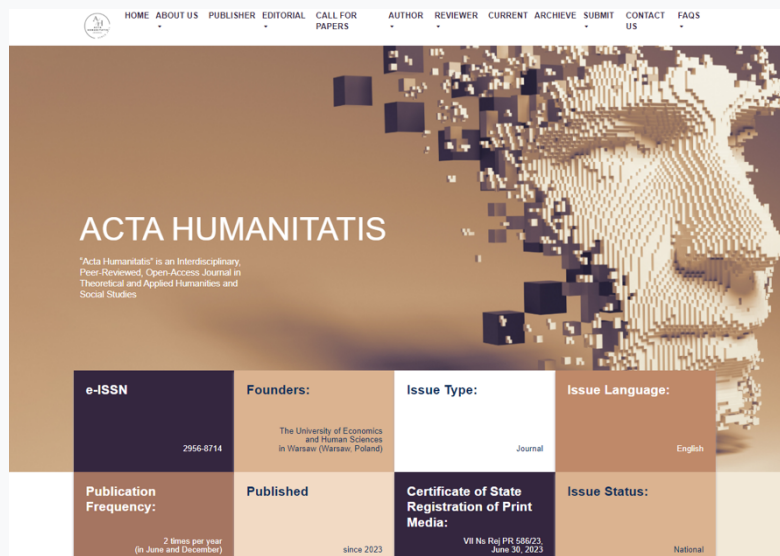 HOME ABOUT US PUBLISHER EDITORIAL CALL FOR PAPERS AUTHOR REVIEWER CURRENT ARCHIEVE SUBMIT CONTACT US FAQS
ACTA HUMANITATIS
"Acta Humanitatis" is an Interdisciplinary,
Peer-Reviewed, Open-Access Journal in
Theoretical and Applied Humanities and
Social Studies
e-ISSN
2956-8714
Founders:
The University of Economics
and Human Sciences
in Warsaw (Warsaw, Poland)
Issue Type:
Journal
Issue Language:
English
Publication
Frequency:
2 times per year
(in June and December)
Published
since 2023
Certificate of State
Registration of Print
Media:
VII Ns Rej PR 586/23,
June 30, 2023
Issue Status:
National